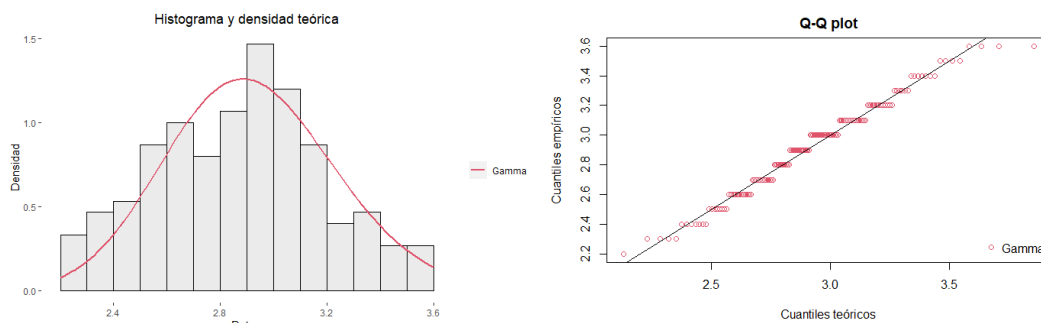 Histograma y densidad teórica
1.5
1.0
0.5
0.0
Densidad
2.4
2.8
3.2
3.6
Gamma
Q-Q plot
3.6
3.4
3.2
3.0
2.8
2.6
2.4
2.2
Cuantiles empíricos
2.5
3.0
3.5
Cuantiles teóricos
Gamma